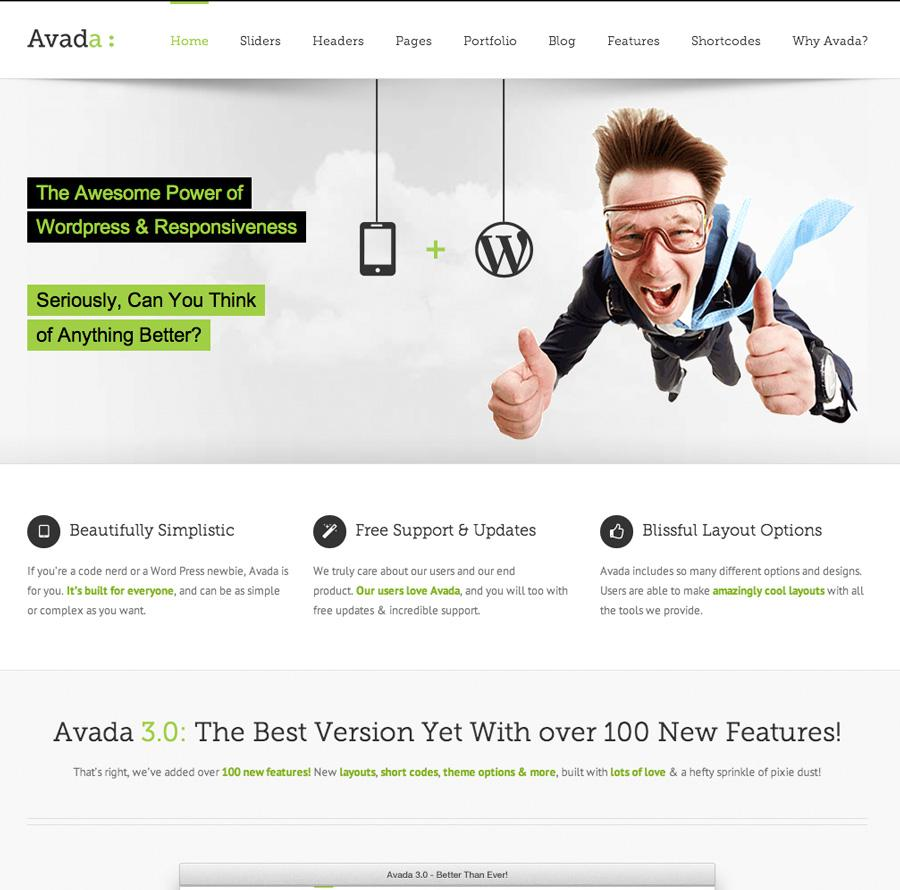 Avada :
Home Sliders Headers Pages Portfolio Blog Features Shortcodes Why Avada?
The Awesome Power of
Wordpress & Responsiveness
Seriously, Can You Think
of Anything Better?
+ W
Beautifully Simplistic
If you're a code nerd or a Word Press newbie, Avada is
for you. It's built for everyone, and can be as simple
or complex as you want.
Free Support & Updates
We truly care about our users and our end
product. Our users love Avada, and you will too with
free updates & incredible support.
Blissful Layout Options
Avada includes so many different options and designs.
Users are able to make amazingly cool layouts with all
the tools we provide.
Avada 3.0: The Best Version Yet With over 100 New Features!
That's right, we've added over 100 new features! New layouts, short codes, theme options & more, built with lots of love & a hefty sprinkle of pixie dust!
Avada 3.0 - Better Than Ever!